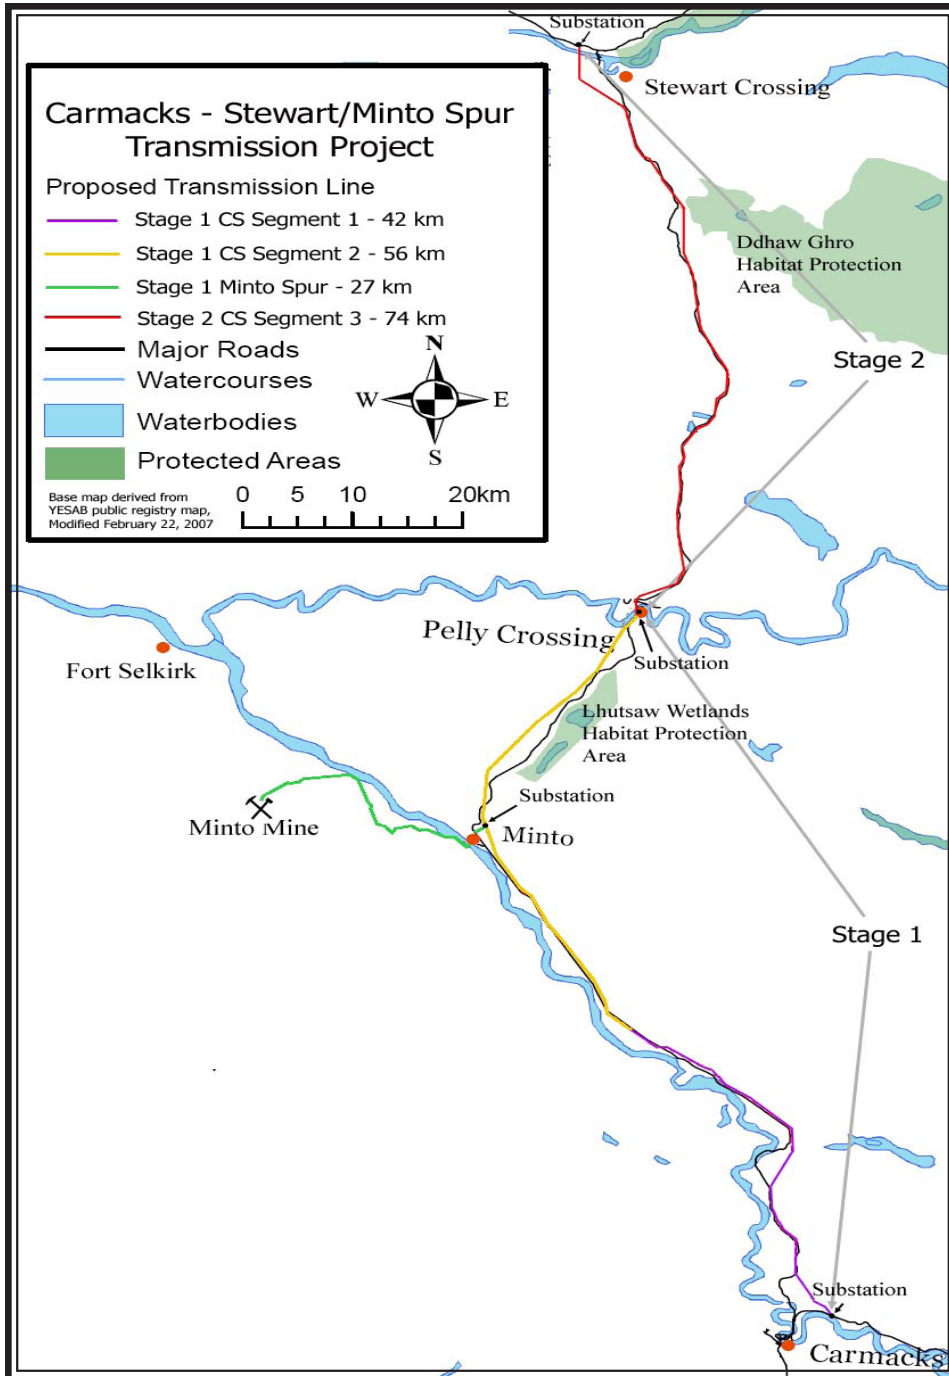 Substation
Stewart Crossing
Carmacks - Stewart/Minto Spur
Transmission Project
Proposed Transmission Line
Stage 1 CS Segment 1 - 42 km
Stage 1 CS Segment 2 - 56 km
Stage 1 Minto Spur - 27 km
Stage 2 CS Segment 3 - 74 km
Major Roads
Watercourses
Waterbodies
Protected Areas
N
W
E
S
Base map derived from
YESAB public registry map,
Modified February 22, 2007
0 5 10 20km
Ddhaw Ghro
Habitat Protection
Area
Stage 2
Pelly Crossing
Substation
Fort Selkirk
Lhutsaw Wetlands
Habitat Protection
Area
Substation
Minto Mine
Minto
Stage 1
Substation
Carmacks